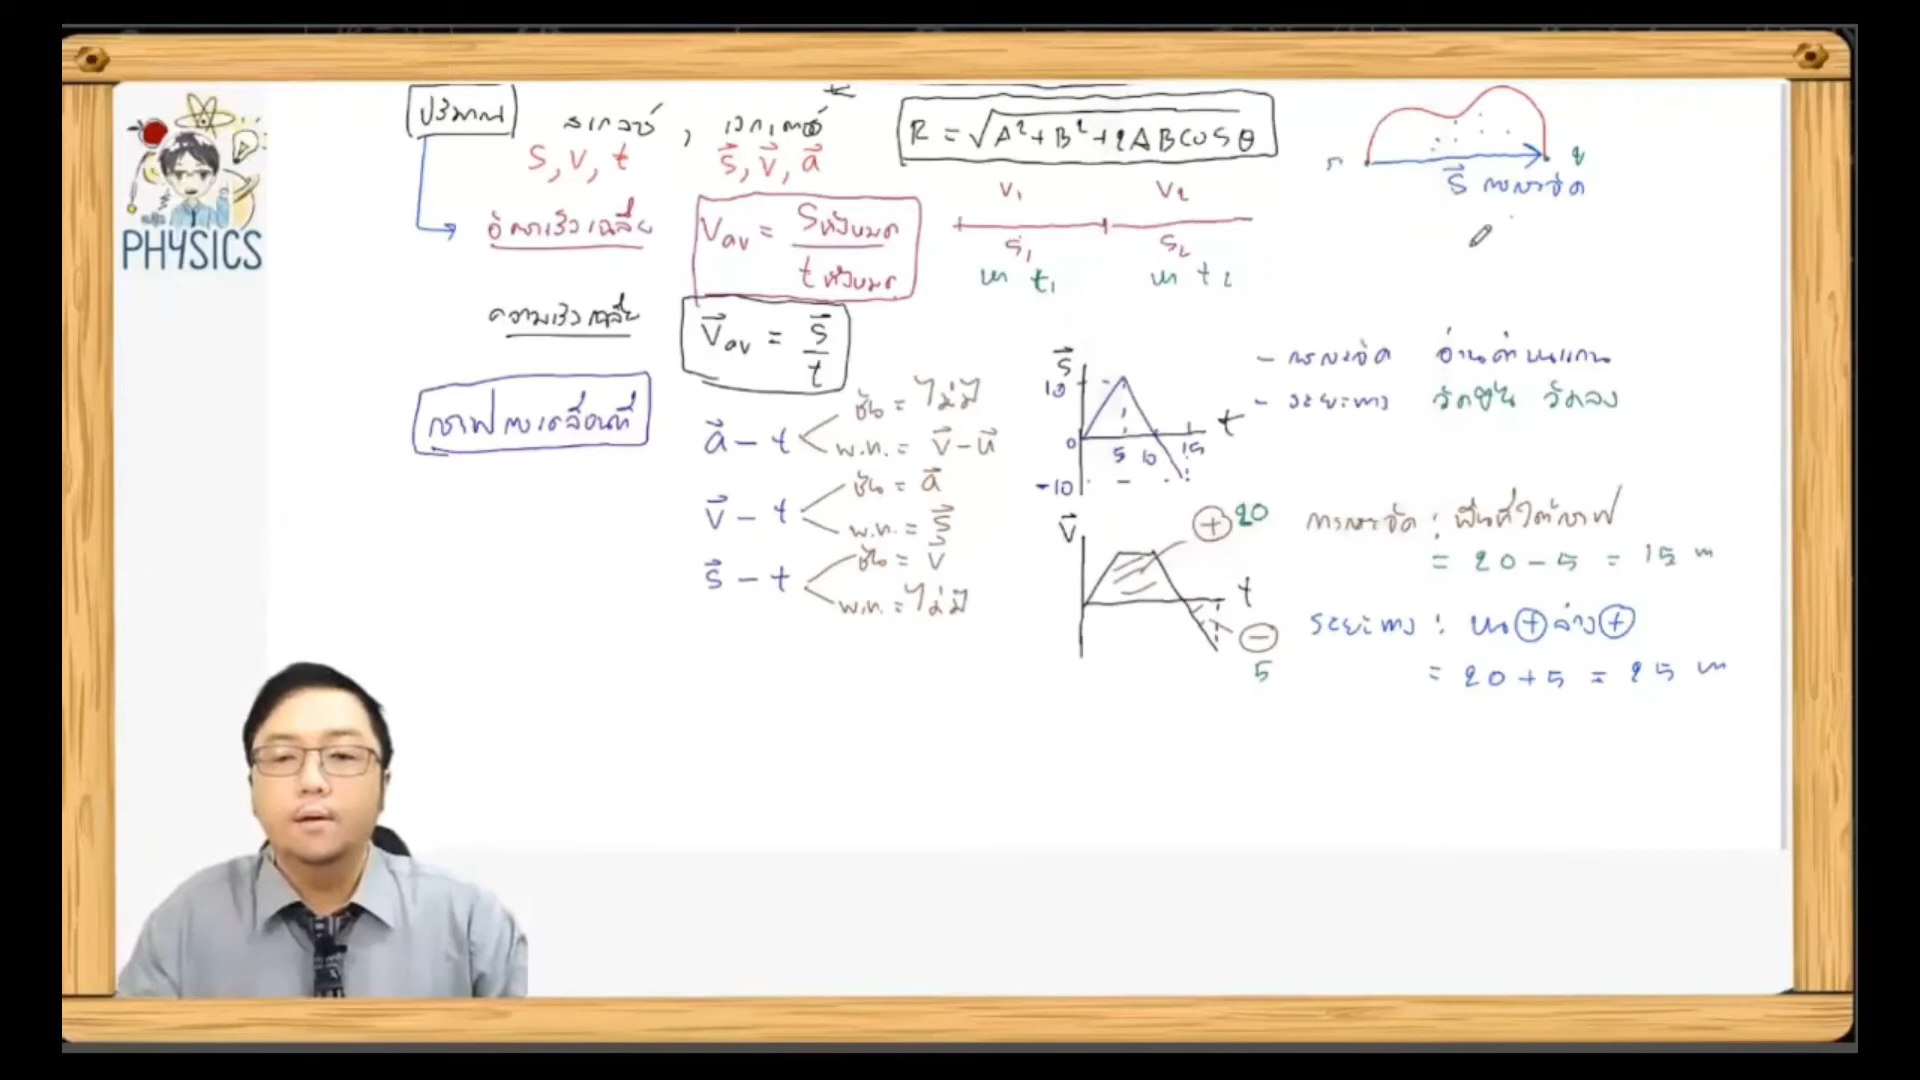 ปริมาณ
สเกลาร์ , เวกเตอร์
S, V, t
S⃗, V⃗, a⃗
R = √A²+B²+2ABcosθ
S⃗ การกระจัด
PHYSICS
อัตราเร็วเฉลี่ย
Vav = Sทั้งหมด / tทั้งหมด
V₁ V₂
S₁ S₂
หา t₁ หา t₂
ความเร็วเฉลี่ย
V⃗av = S⃗ / t
กราฟการเคลื่อนที่
a⃗ - t
ชัน = ไม่มี
พ.ท. = V⃗ - u⃗
V⃗ - t
ชัน = a⃗
พ.ท. = S⃗
S⃗ - t
ชัน = V⃗
พ.ท. = ไม่มี
S⃗
10
0
-10
5 10 15
t
- การกระจัด อ่านค่าบนแกน
- ระยะทาง วัดขึ้น วัดลง
V⃗
t
+ 20
- 5
การกระจัด : พื้นที่ใต้กราฟ
= 20 - 5 = 15 m
ระยะทาง : บน + ล่าง +
= 20 + 5 = 25 m